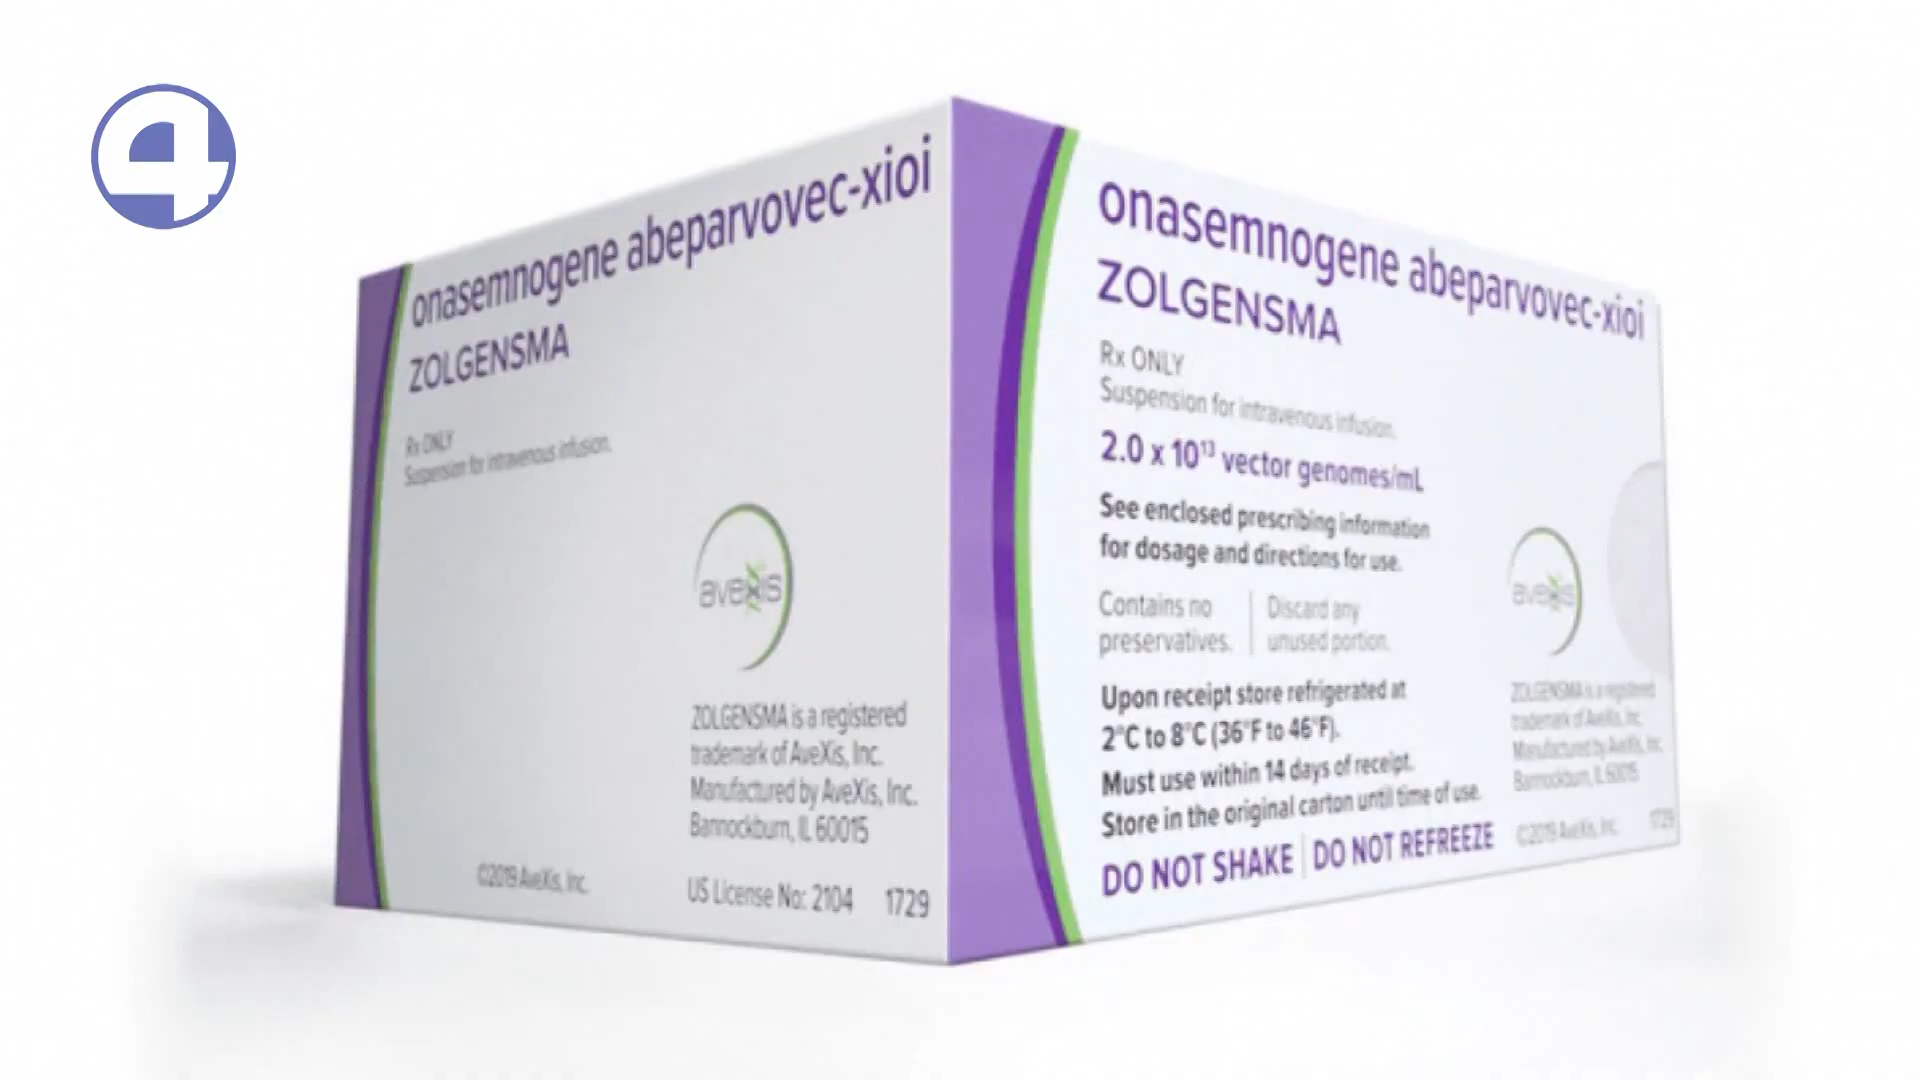 4
onasemnogene abeparvovec-xioi
ZOLGENSMA
Rx ONLY
Suspension for intravenous infusion.
avexis
ZOLGENSMA is a registered
trademark of AveXis, Inc.
Manufactured by AveXis, Inc.
Bannockburn, IL 60015
©2019 AveXis, Inc.
US License No: 2104 1729
onasemnogene abeparvovec-xioi
ZOLGENSMA
Rx ONLY
Suspension for intravenous infusion.
2.0 x 10¹³ vector genomes/mL
See enclosed prescribing information
for dosage and directions for use.
Contains no
preservatives.
Discard any
unused portion.
Upon receipt store refrigerated at
2°C to 8°C (36°F to 46°F).
Must use within 14 days of receipt.
Store in the original carton until time of use.
DO NOT SHAKE | DO NOT REFREEZE
avexis
ZOLGENSMA is a registered
trademark of AveXis, Inc.
Manufactured by AveXis, Inc.
Bannockburn, IL 60015
©2019 AveXis, Inc. 1729